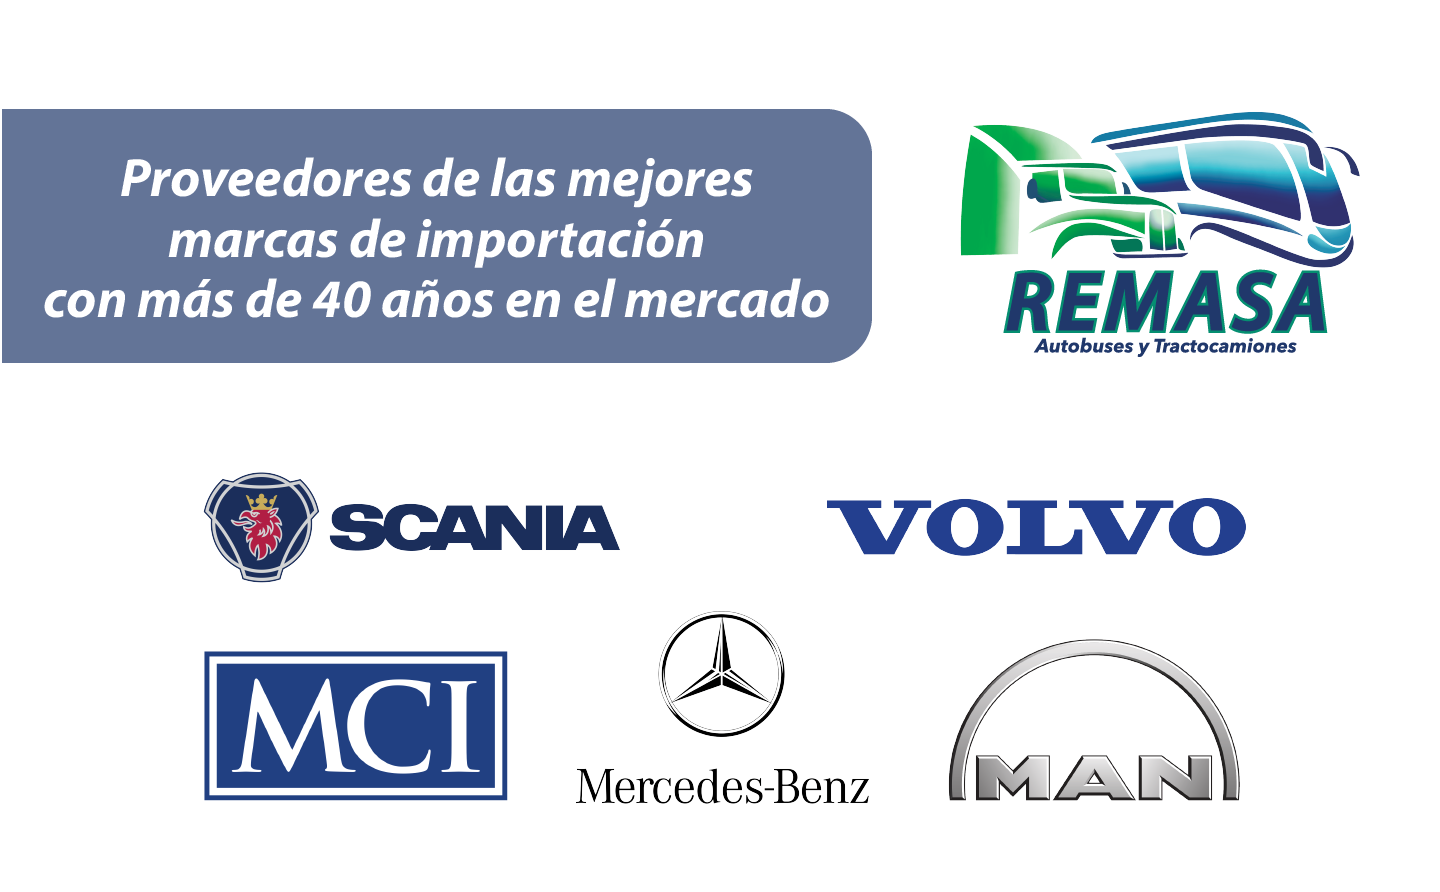 Proveedores de las mejores
marcas de importación
con más de 40 años en el mercado
REMASA
Autobuses y Tractocamiones
SCANIA
VOLVO
MCI
Mercedes-Benz
MAN